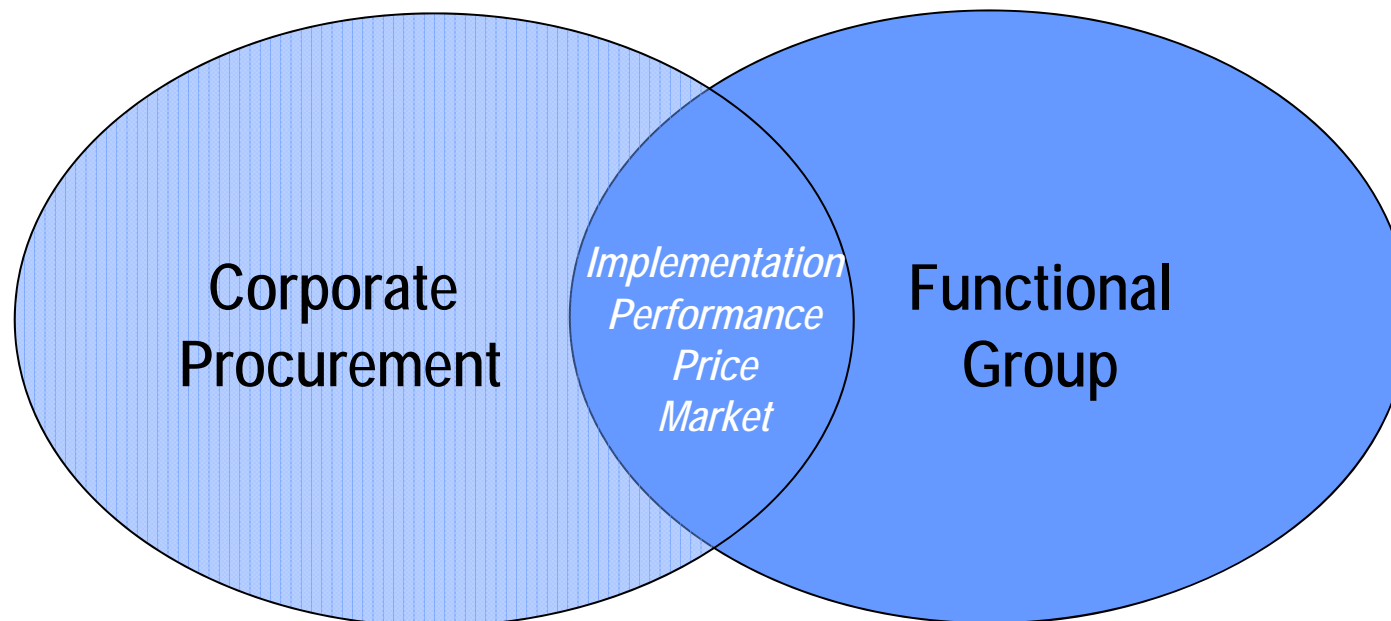 Corporate
Procurement
Implementation
Performance
Price
Market
Functional
Group